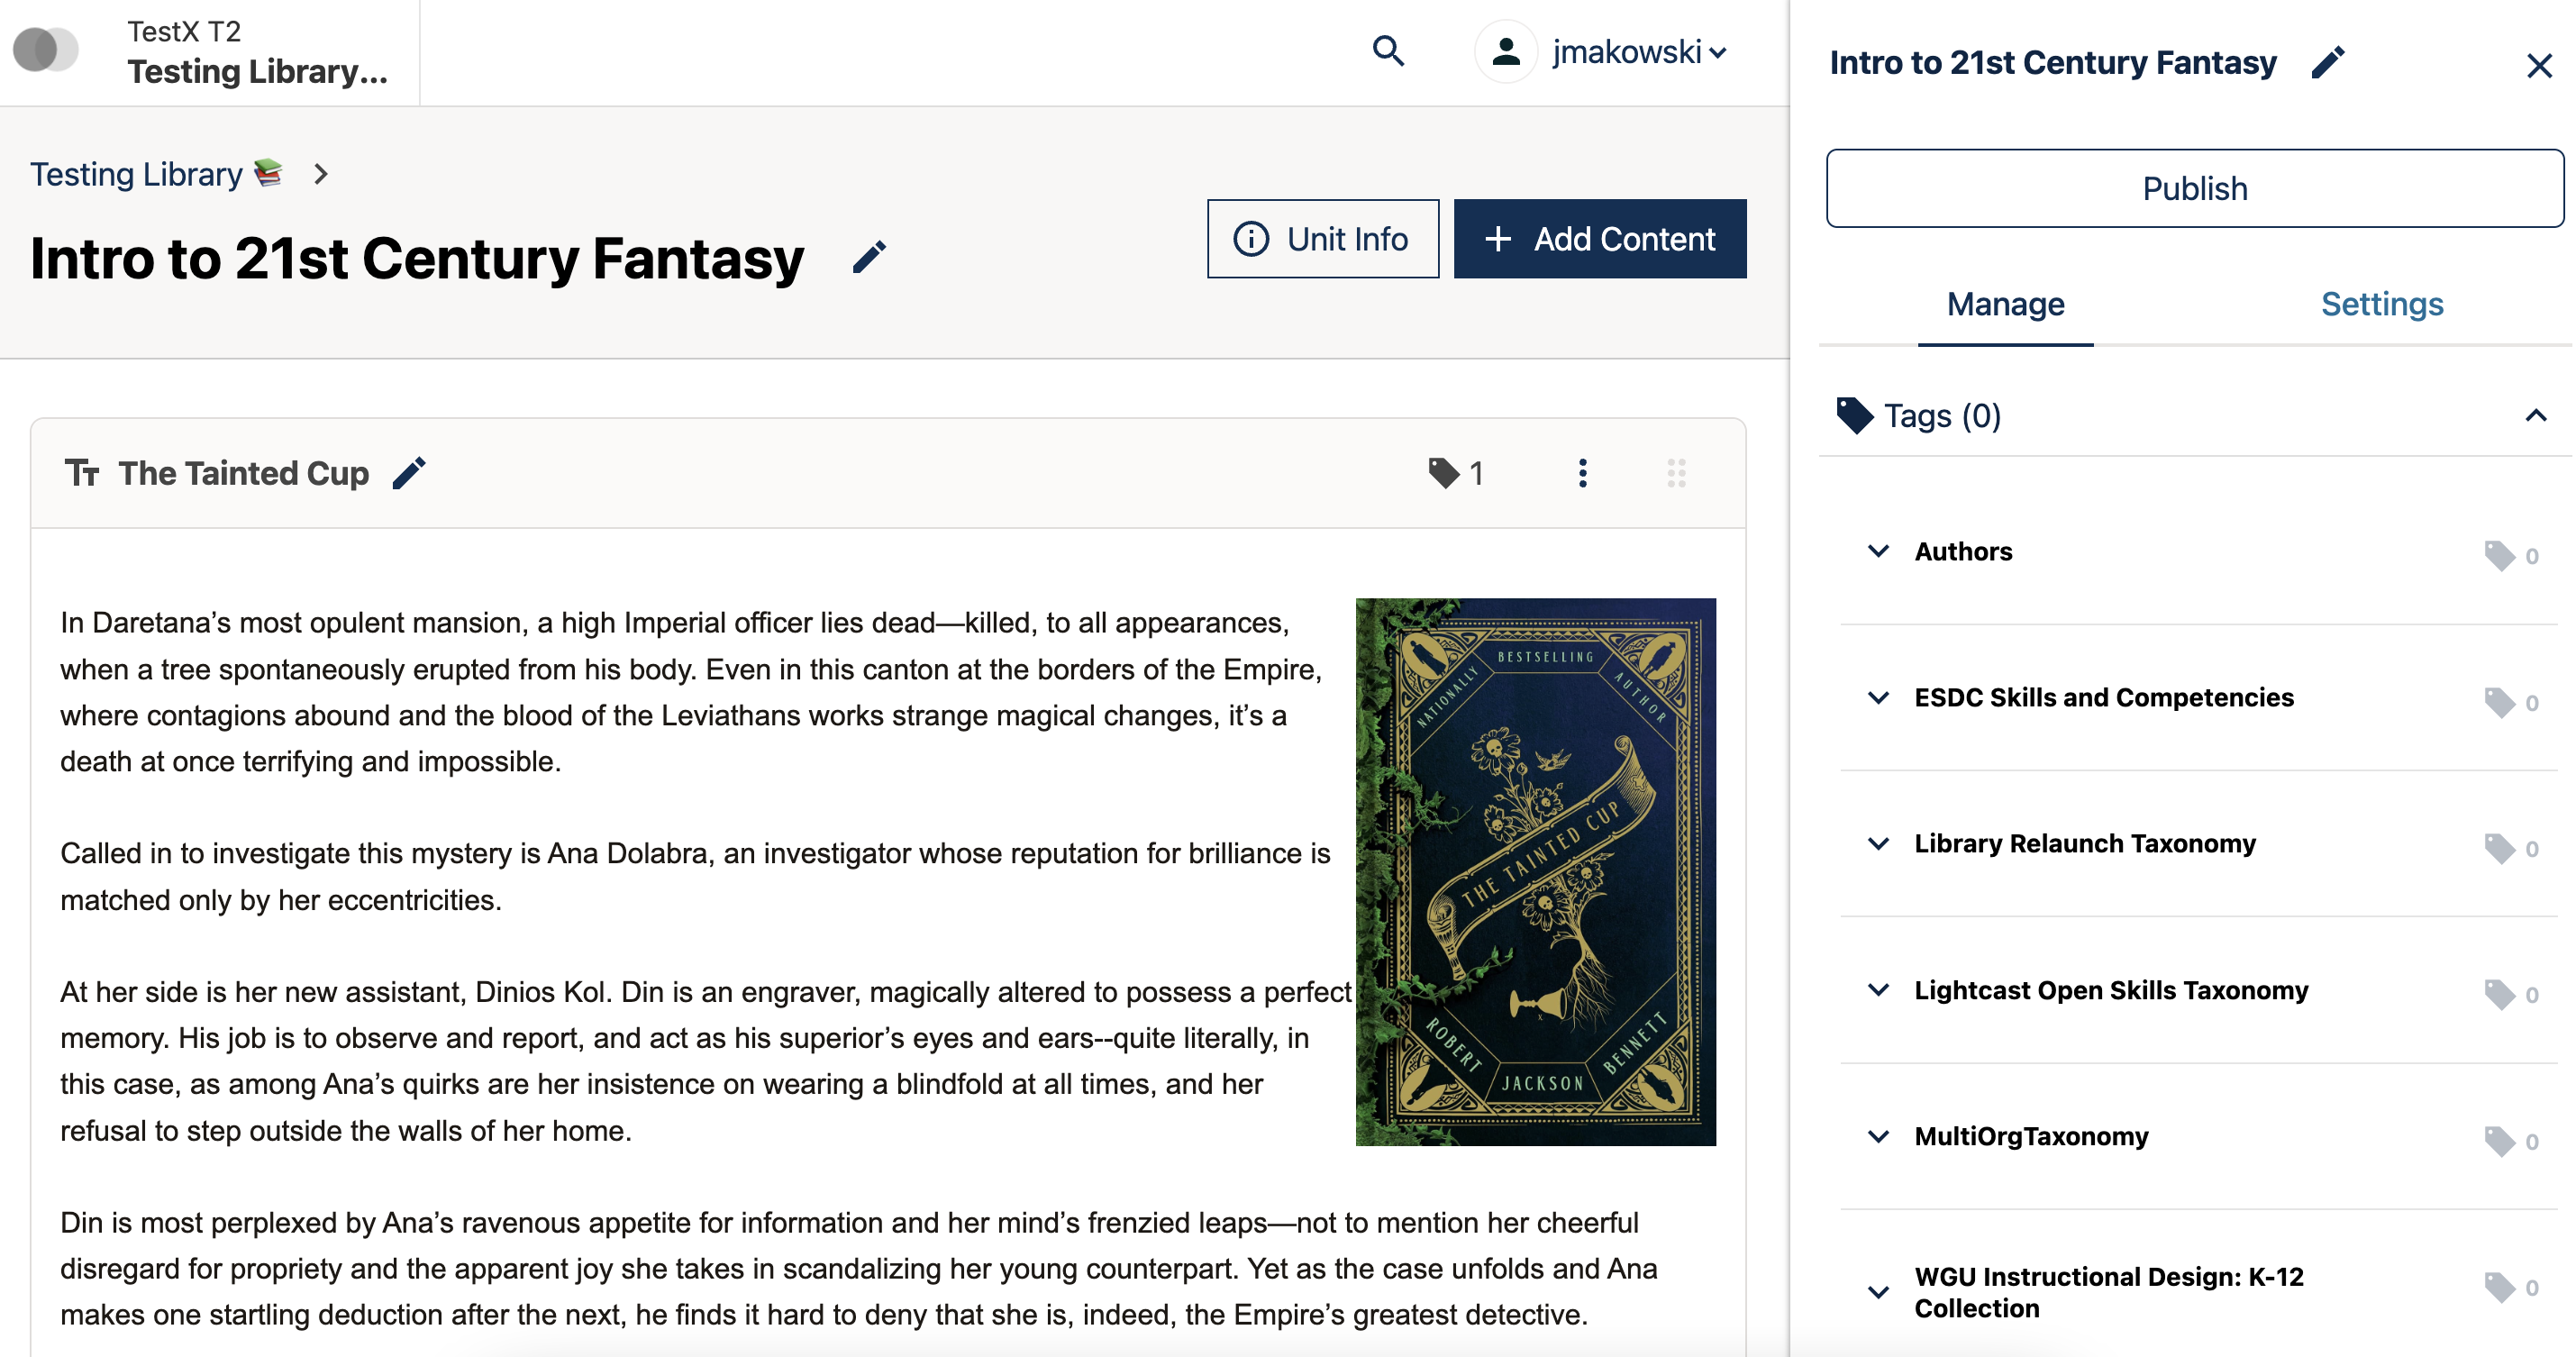 TestX T2
Testing Library...
jmakowski
Testing Library
Intro to 21st Century Fantasy
Unit Info
Add Content
The Tainted Cup
1
In Daretana’s most opulent mansion, a high Imperial officer lies dead—killed, to all appearances,
when a tree spontaneously erupted from his body. Even in this canton at the borders of the Empire,
where contagions abound and the blood of the Leviathans works strange magical changes, it’s a
death at once terrifying and impossible.
Called in to investigate this mystery is Ana Dolabra, an investigator whose reputation for brilliance is
matched only by her eccentricities.
At her side is her new assistant, Dinios Kol. Din is an engraver, magically altered to possess a perfect
memory. His job is to observe and report, and act as his superior’s eyes and ears--quite literally, in
this case, as among Ana’s quirks are her insistence on wearing a blindfold at all times, and her
refusal to step outside the walls of her home.
Din is most perplexed by Ana’s ravenous appetite for information and her mind’s frenzied leaps—not to mention her cheerful
disregard for propriety and the apparent joy she takes in scandalizing her young counterpart. Yet as the case unfolds and Ana
makes one startling deduction after the next, he finds it hard to deny that she is, indeed, the Empire’s greatest detective.
NATIONALLY
BESTSELLING
AUTHOR
THE TAINTED CUP
ROBERT
JACKSON
BENNETT
Intro to 21st Century Fantasy
Publish
Manage
Settings
Tags (0)
Authors
0
ESDC Skills and Competencies
0
Library Relaunch Taxonomy
0
Lightcast Open Skills Taxonomy
0
MultiOrgTaxonomy
0
WGU Instructional Design: K-12
Collection
0